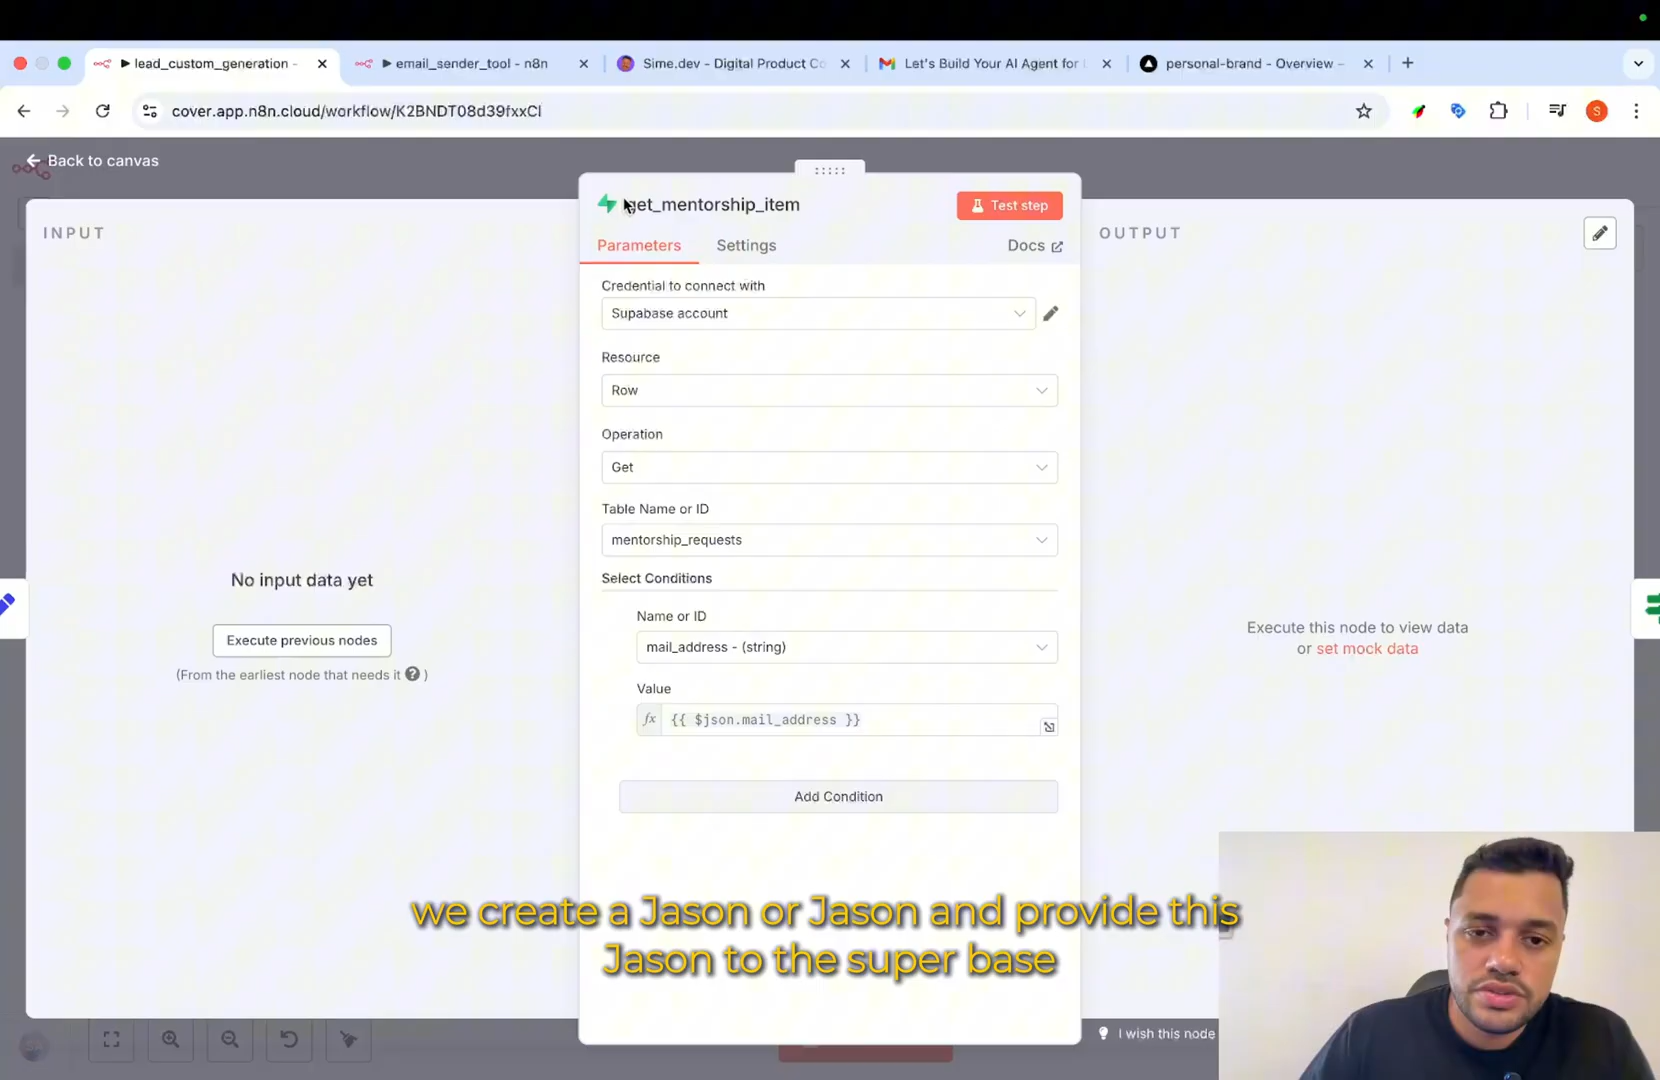 lead_custom_generation -
email_sender_tool - n8n
Sime.dev - Digital Product Co
Let's Build Your AI Agent for
personal-brand - Overview -
cover.app.n8n.cloud/workflow/K2BNDT08d39fxxCl
S
Back to canvas
INPUT
get_mentorship_item
Test step
OUTPUT
Parameters
Settings
Docs
Credential to connect with
Supabase account
Resource
Row
Operation
Get
Table Name or ID
mentorship_requests
Select Conditions
No input data yet
Name or ID
Execute this node to view data
Execute previous nodes
mail_address - (string)
or set mock data
(From the earliest node that needs it ? )
Value
fx {{ $json.mail_address }}
Add Condition
we create a Jason or Jason and provide this
Jason to the super base
I wish this node